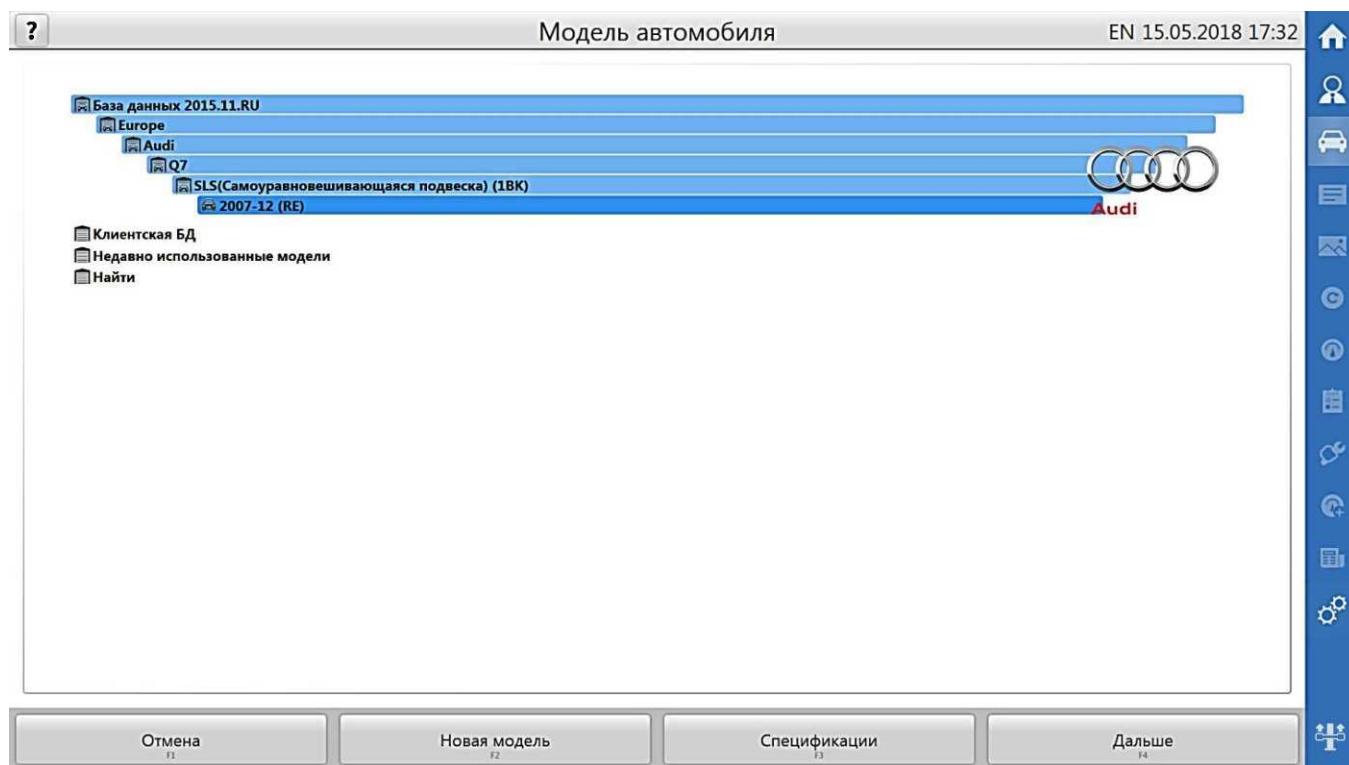 ?
Модель автомобиля
EN 15.05.2018 17:32
База данных 2015.11.RU
Europe
Audi
Q7
SLS(Самоуравновешивающаяся подвеска) (1BK)
2007-12 (RE)
Audi
Клиентская БД
Недавно использованные модели
Найти
Отмена
F1
Новая модель
F2
Спецификации
F3
Дальше
F4